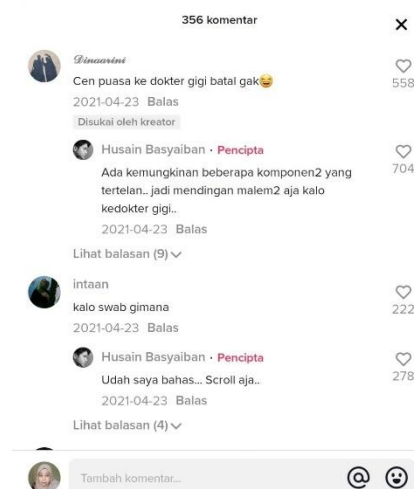 356 komentar
Dinaarini
Cen puasa ke dokter gigi batal gak😂
558
2021-04-23 Balas
Disukai oleh kreator
Husain Basyaiban · Pencipta
Ada kemungkinan beberapa komponen2 yang
tertelan.. jadi mendingan malem2 aja kalo
kedokter gigi..
704
2021-04-23 Balas
Lihat balasan (9)
intaan
kalo swab gimana
222
2021-04-23 Balas
Husain Basyaiban · Pencipta
Udah saya bahas... Scroll aja..
278
2021-04-23 Balas
Lihat balasan (4)
Tambah komentar...